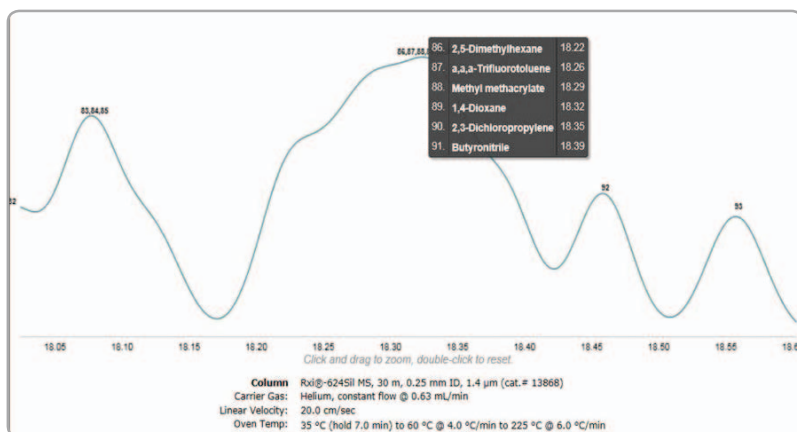 86,87,88,
86. 2,5-Dimethylhexane 18.22
87. a,a,a-Trifluorotoluene 18.26
88. Methyl methacrylate 18.29
89. 1,4-Dioxane 18.32
90. 2,3-Dichloropropylene 18.35
91. Butyronitrile 18.39
83,84,85
92
93
18.05 18.10 18.15 18.20 18.25 18.30 18.35 18.40 18.45 18.50 18.55
Click and drag to zoom, double-click to reset.
Column Rxi®-624Sil MS, 30 m, 0.25 mm ID, 1.4 µm (cat.# 13868)
Carrier Gas: Helium, constant flow @ 0.63 mL/min
Linear Velocity: 20.0 cm/sec
Oven Temp: 35 °C (hold 7.0 min) to 60 °C @ 4.0 °C/min to 225 °C @ 6.0 °C/min